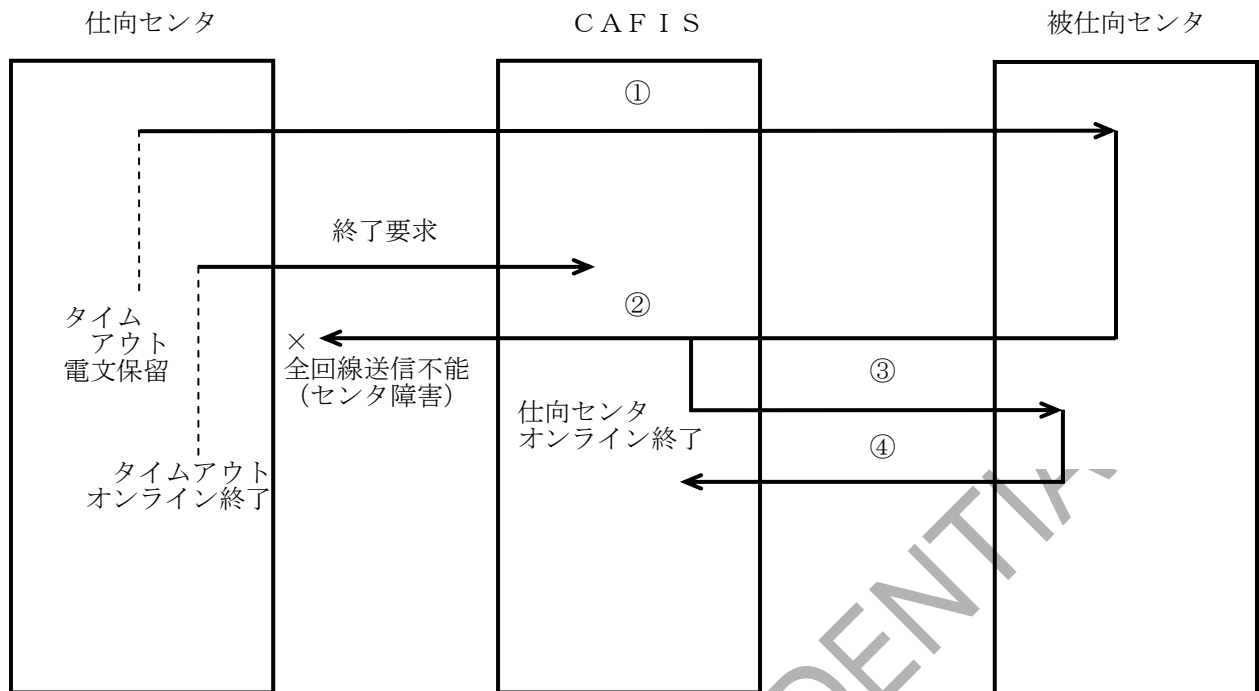 仕向センタ
ＣＡＦＩＳ
被仕向センタ
①
終了要求
②
タイム
アウト
電文保留
×
全回線送信不能
（センタ障害）
③
仕向センタ
オンライン終了
④
タイムアウト
オンライン終了
DENTIA